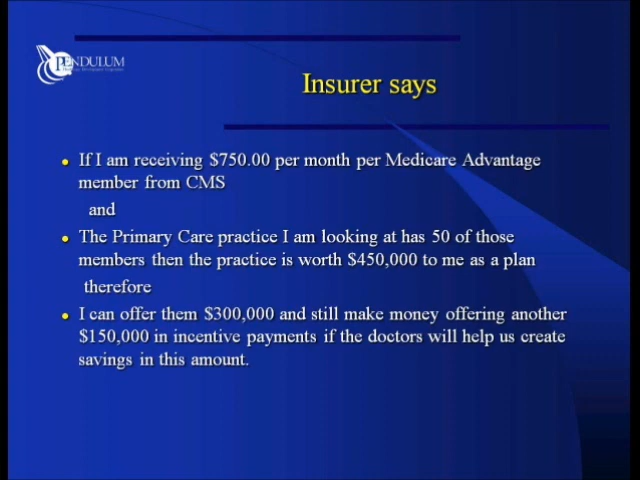 PENDULUM
Insurer says
• If I am receiving $750.00 per month per Medicare Advantage
member from CMS
and
• The Primary Care practice I am looking at has 50 of those
members then the practice is worth $450,000 to me as a plan
therefore
• I can offer them $300,000 and still make money offering another
$150,000 in incentive payments if the doctors will help us create
savings in this amount.